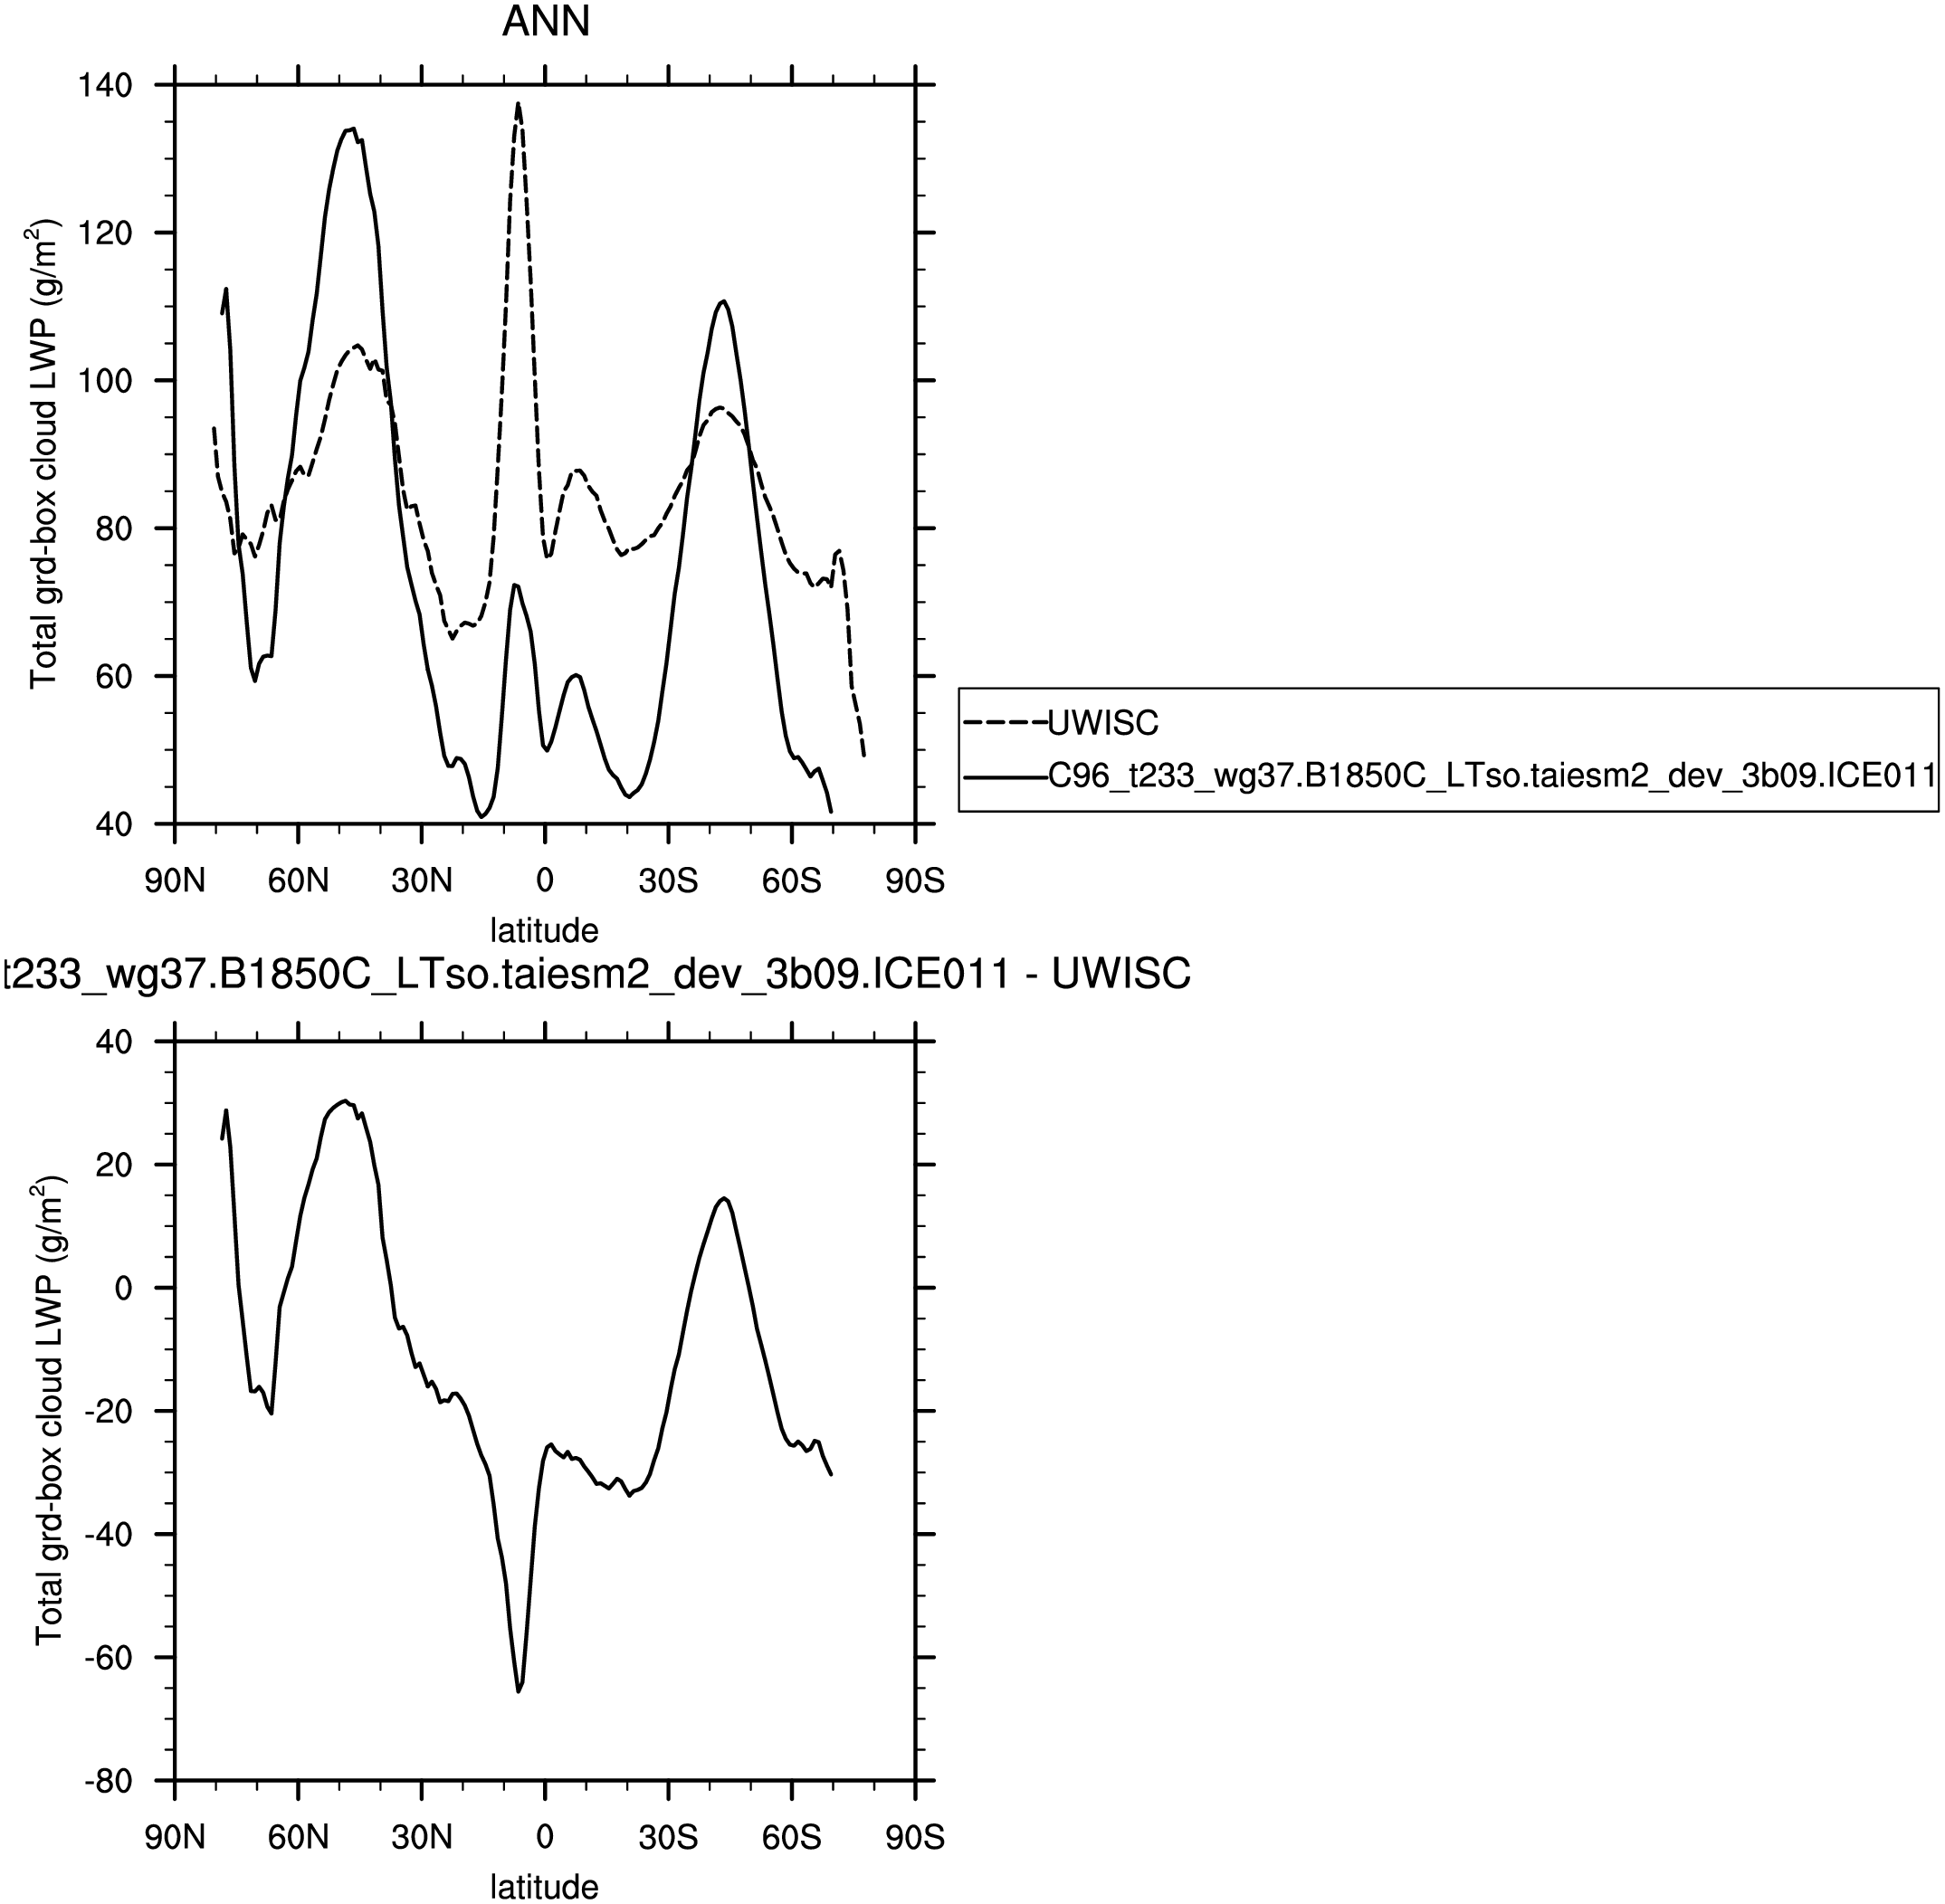 ANN
Total grd-box cloud LWP (g/m²)
140
120
100
80
60
40
90N 60N 30N 0 30S 60S 90S
latitude
UWISC
C96_t233_wg37.B1850C_LTso.taiesm2_dev_3b09.ICE011
t233_wg37.B1850C_LTso.taiesm2_dev_3b09.ICE011 - UWISC
Total grd-box cloud LWP (g/m²)
40
20
0
-20
-40
-60
-80
90N 60N 30N 0 30S 60S 90S
latitude